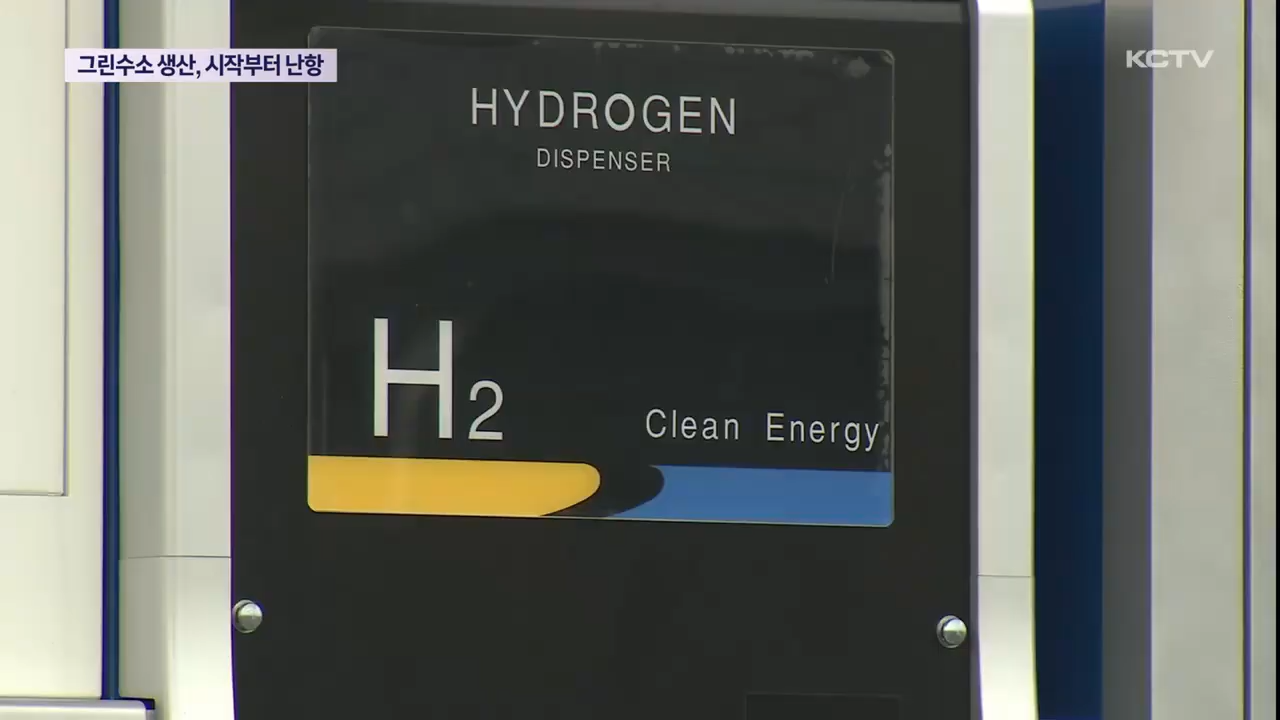 그린수소 생산, 시작부터 난항
KCTV
HYDROGEN
DISPENSER
H2
Clean Energy